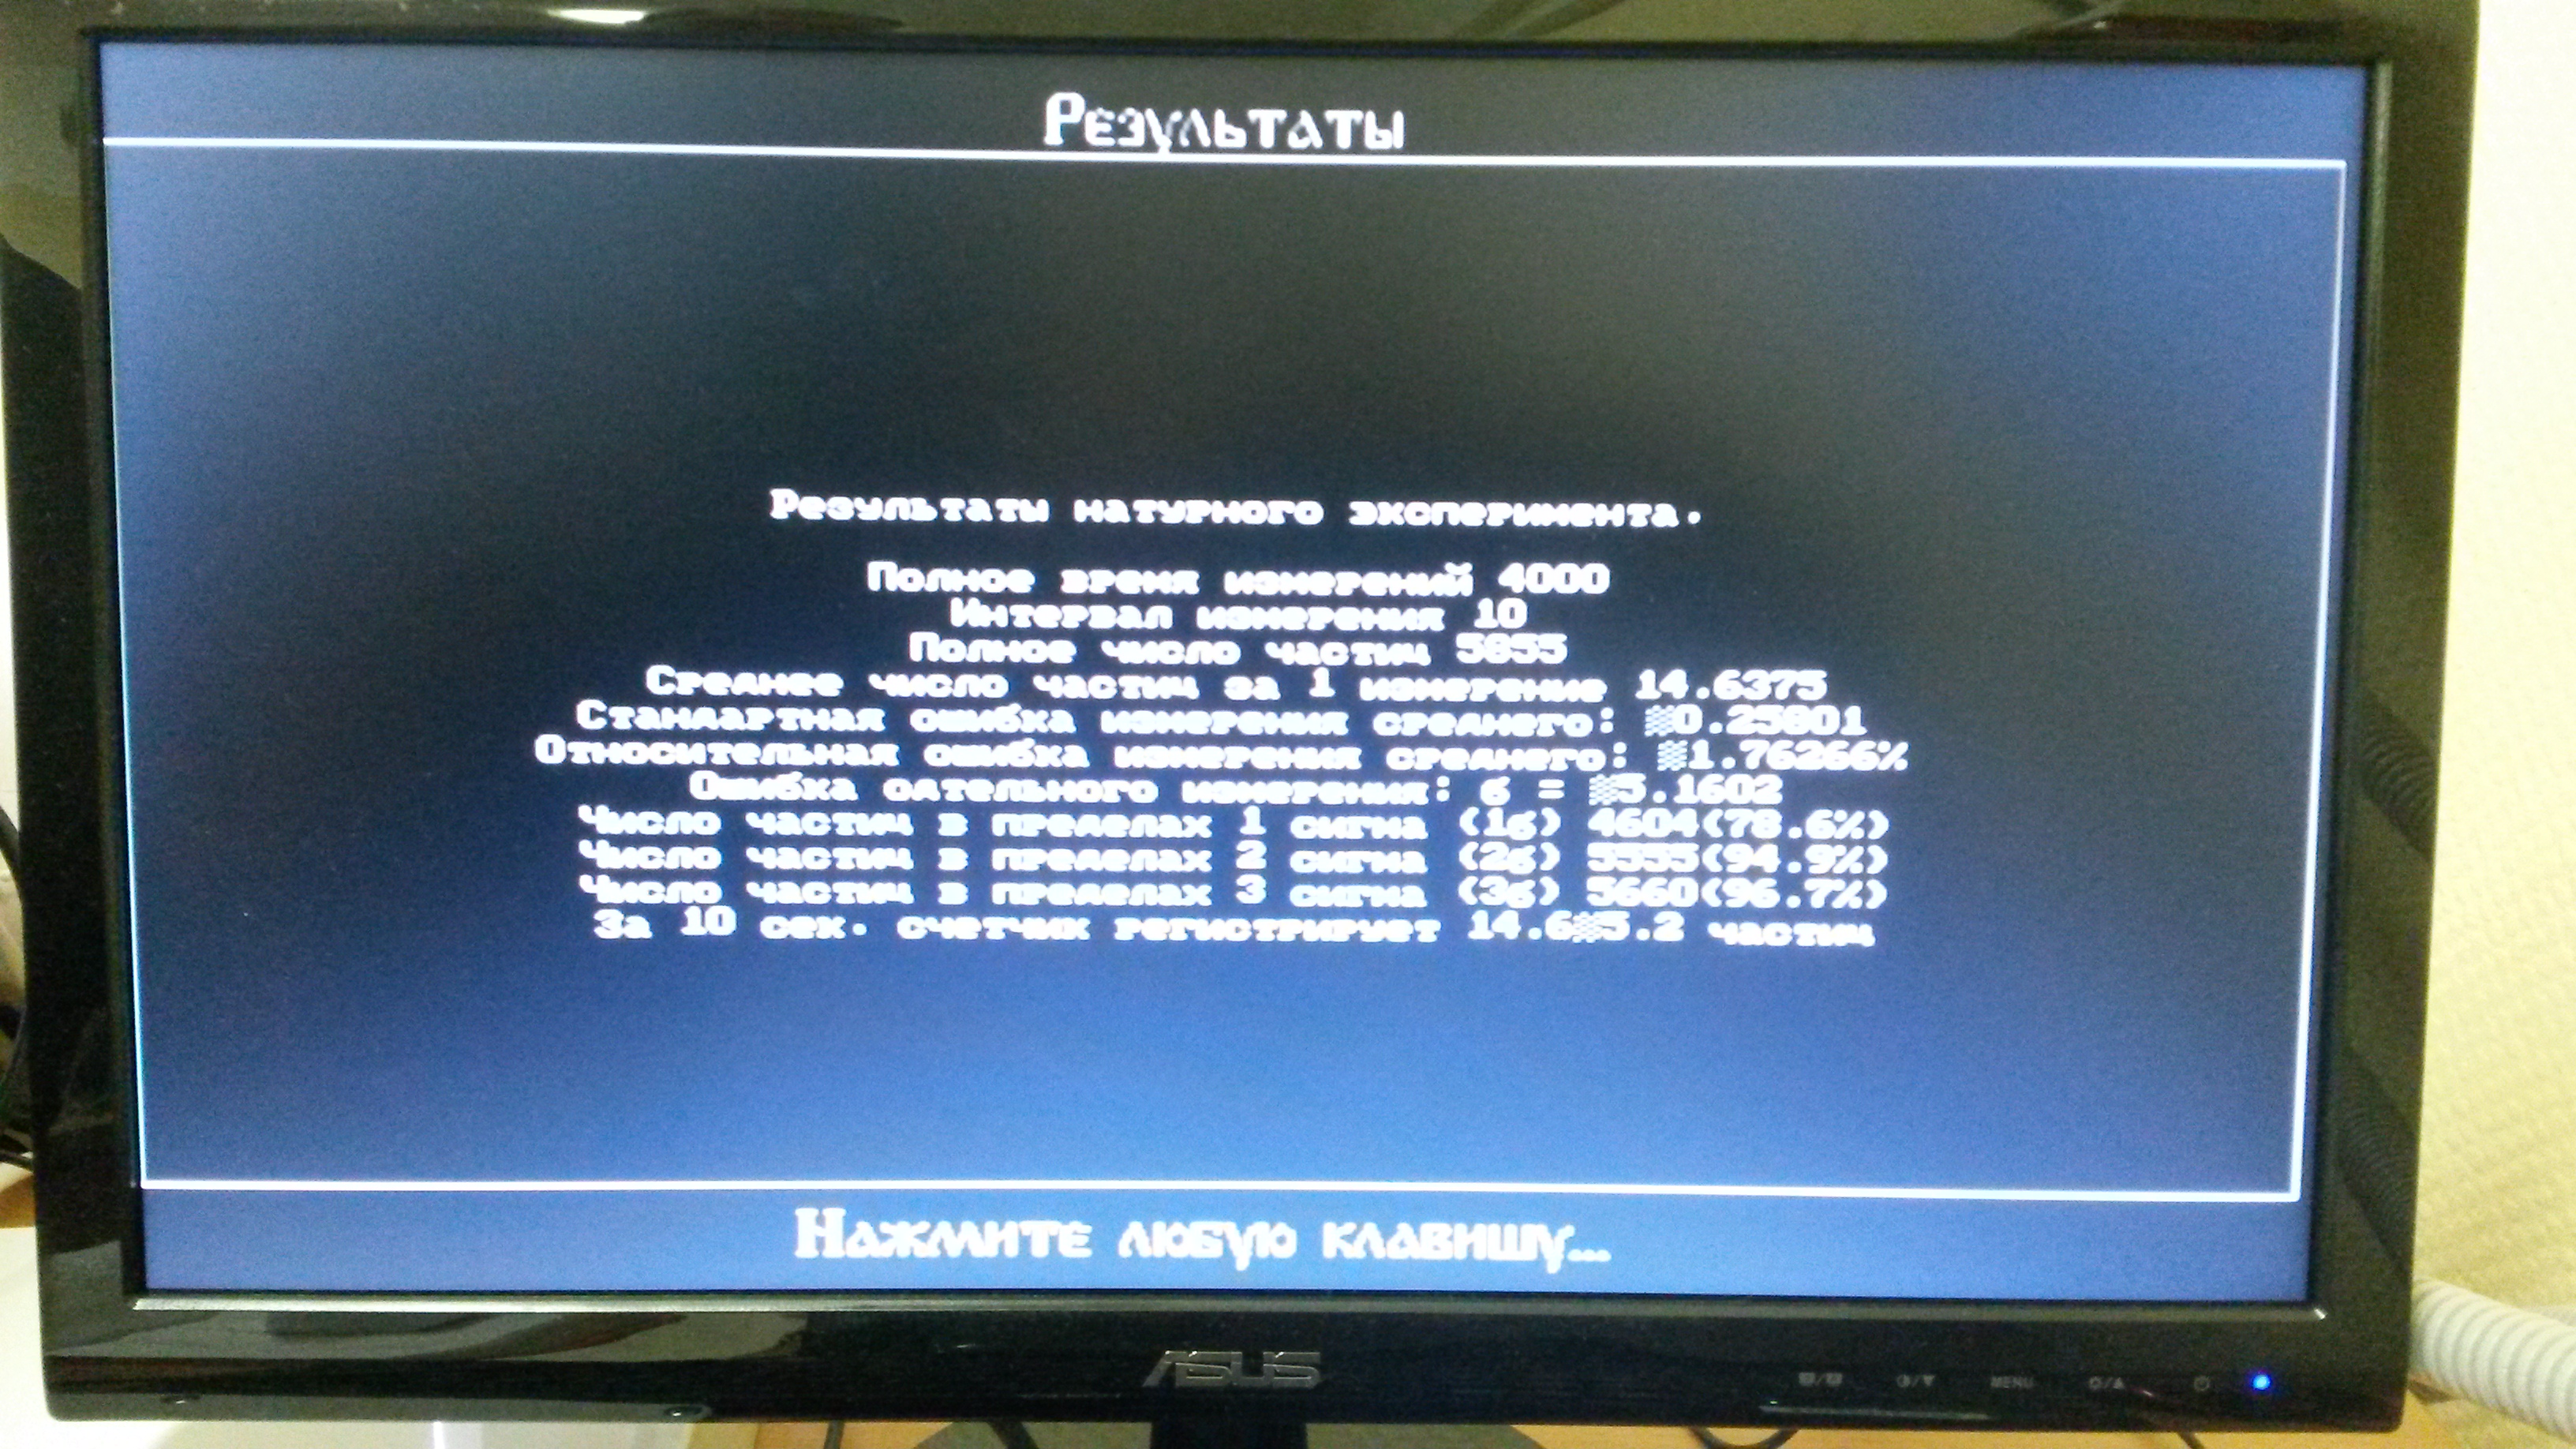 Результаты
Результаты натурного эксперимента.
Полное время измерений 4000
Интервал измерения 10
Полное число частиц 5855
Среднее число частиц за 1 измерение 14.6375
Стандартная ошибка измерения среднего: ▒0.25801
Относительная ошибка измерения среднего: ▒1.76266%
Ошибка одтельного измерения: б = ▒5.1602
Число частиц в пределах 1 сигма (1б) 4604(78.6%)
Число частиц в пределах 2 сигма (2б) 5555(94.9%)
Число частиц в пределах 3 сигма (3б) 5660(96.7%)
За 10 сек. счетчик регистрирует 14.6▒5.2 частиц
Нажмите любую клавишу...
ASUS
MENU